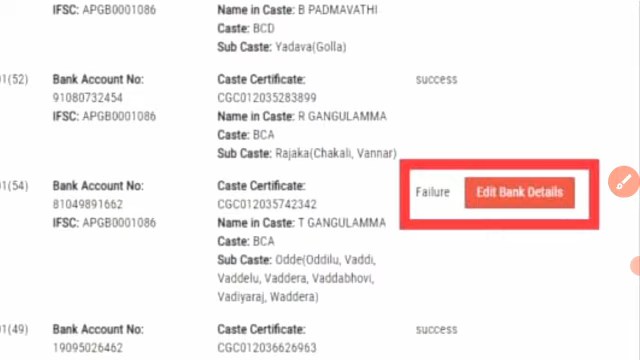 IFSC: APGB0001086
Name in Caste: B PADMAVATHI
Caste: BCD
Sub Caste: Yadava(Golla)
01(52)
Bank Account No:
91080732454
IFSC: APGB0001086
Caste Certificate:
CGC012035283899
Name in Caste: R GANGULAMMA
Caste: BCA
Sub Caste: Rajaka(Chakali, Vannar)
success
01(54)
Bank Account No:
81049891662
IFSC: APGB0001086
Caste Certificate:
CGC012035742342
Name in Caste: T GANGULAMMA
Caste: BCA
Sub Caste: Odde(Oddilu, Vaddi,
Vaddelu, Vaddera, Vaddabhovi,
Vadiyaraj, Waddera)
Failure
Edit Bank Details
01(49)
Bank Account No:
19095026462
Caste Certificate:
CGC012036626963
success